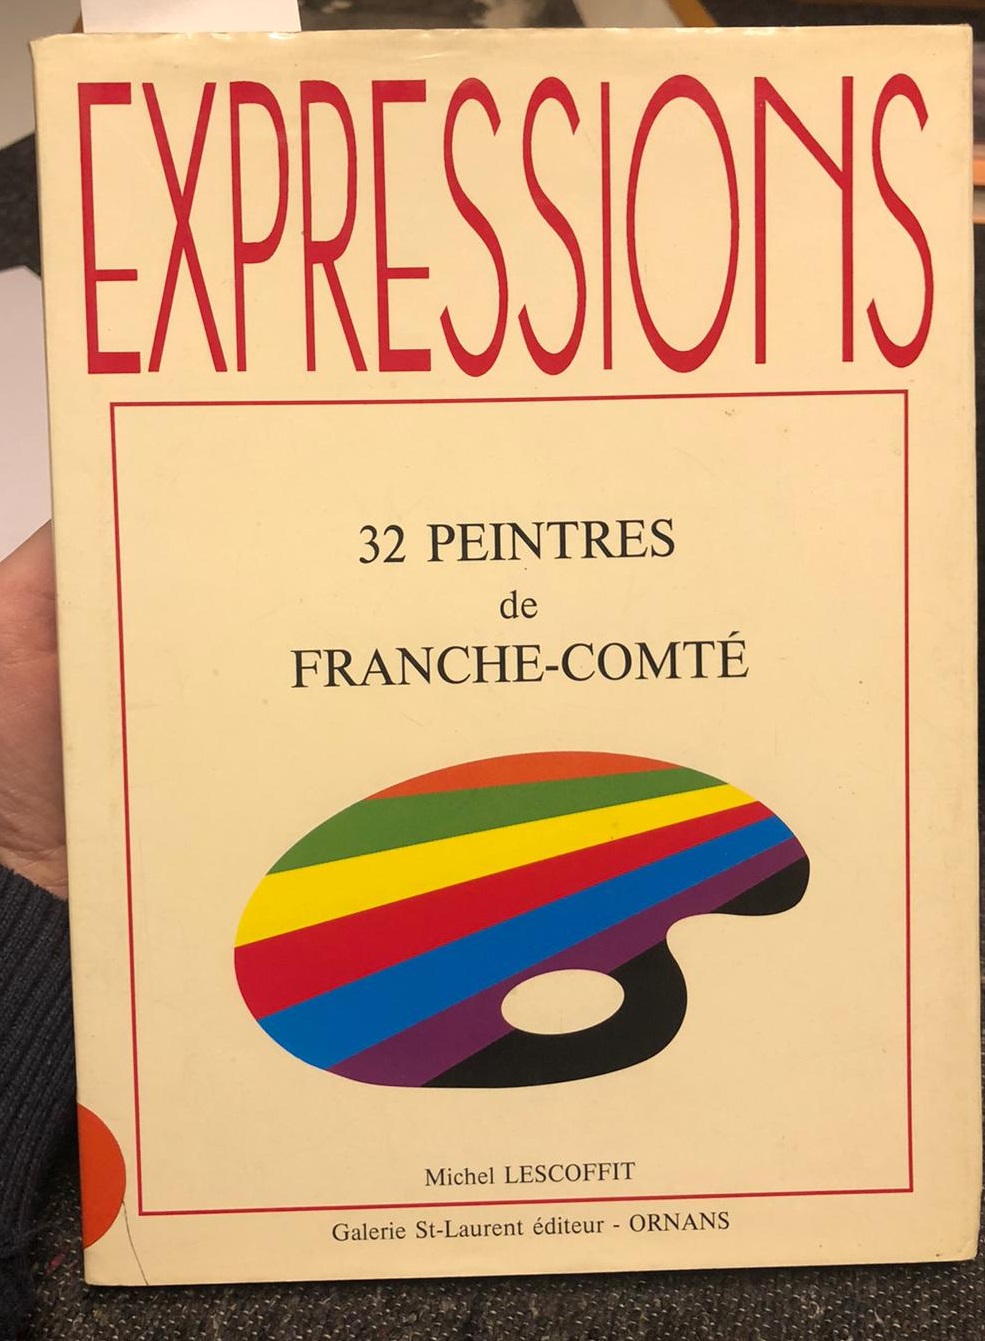 EXPRESSIONS
32 PEINTRES
de
FRANCHE-COMTÉ
Michel LESCOFFIT
Galerie St-Laurent éditeur - ORNANS